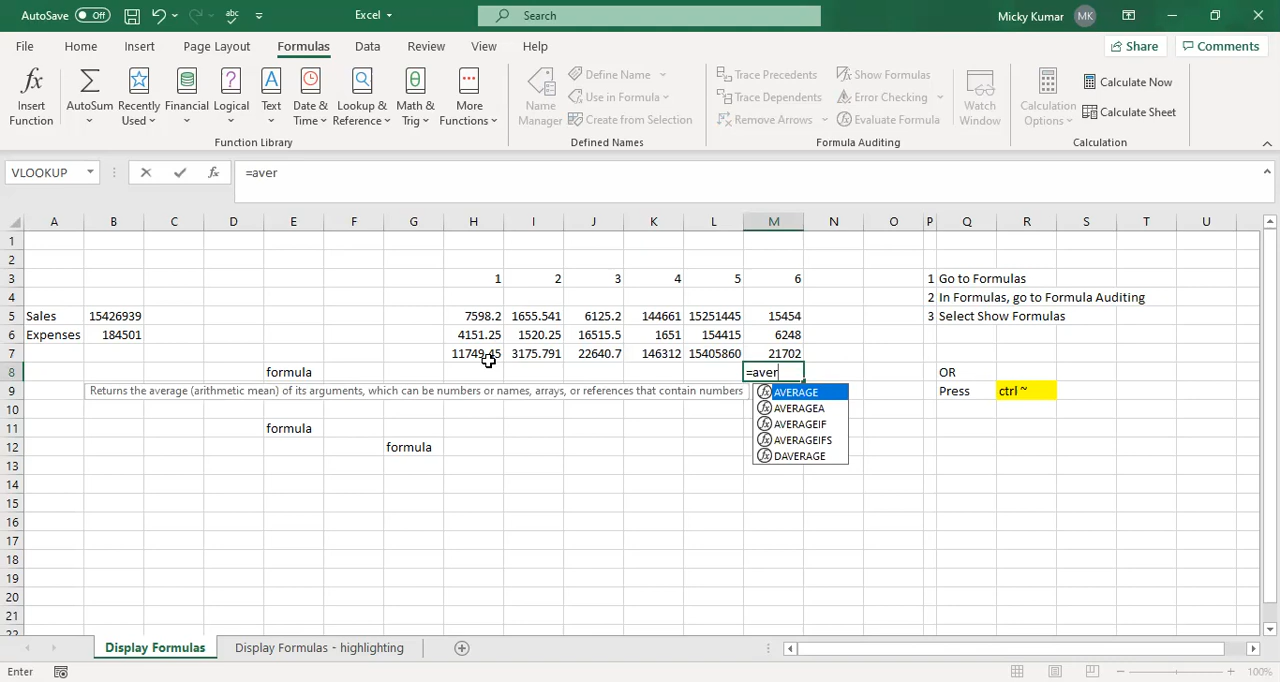 AutoSave Off Excel Search Micky Kumar MK
File Home Insert Page Layout Formulas Data Review View Help Share Comments
Insert Function AutoSum Recently Used Financial Logical Text Date & Time Lookup & Reference Math & Trig More Functions
Function Library
Name Manager Define Name Use in Formula Create from Selection
Defined Names
Trace Precedents Trace Dependents Remove Arrows Show Formulas Error Checking Evaluate Formula Watch Window
Formula Auditing
Calculation Options Calculate Now Calculate Sheet
Calculation
VLOOKUP fx =aver
A B C D E F G H I J K L M N O P Q R S T U
1
2
3 1 2 3 4 5 6 1 Go to Formulas
4 2 In Formulas, go to Formula Auditing
5 Sales 15426939 7598.2 1655.541 6125.2 144661 15251445 15454 3 Select Show Formulas
6 Expenses 184501 4151.25 1520.25 16515.5 1651 154415 6248
7 11749.45 3175.791 22640.7 146312 15405860 21702
8 formula =aver OR
9 Returns the average (arithmetic mean) of its arguments, which can be numbers or names, arrays, or references that contain numbers AVERAGE Press ctrl ~
10 AVERAGEA
11 formula AVERAGEIF
12 formula AVERAGEIFS
13 DAVERAGE
14
15
16
17
18
19
20
21
22
Display Formulas Display Formulas - highlighting
Enter 100%